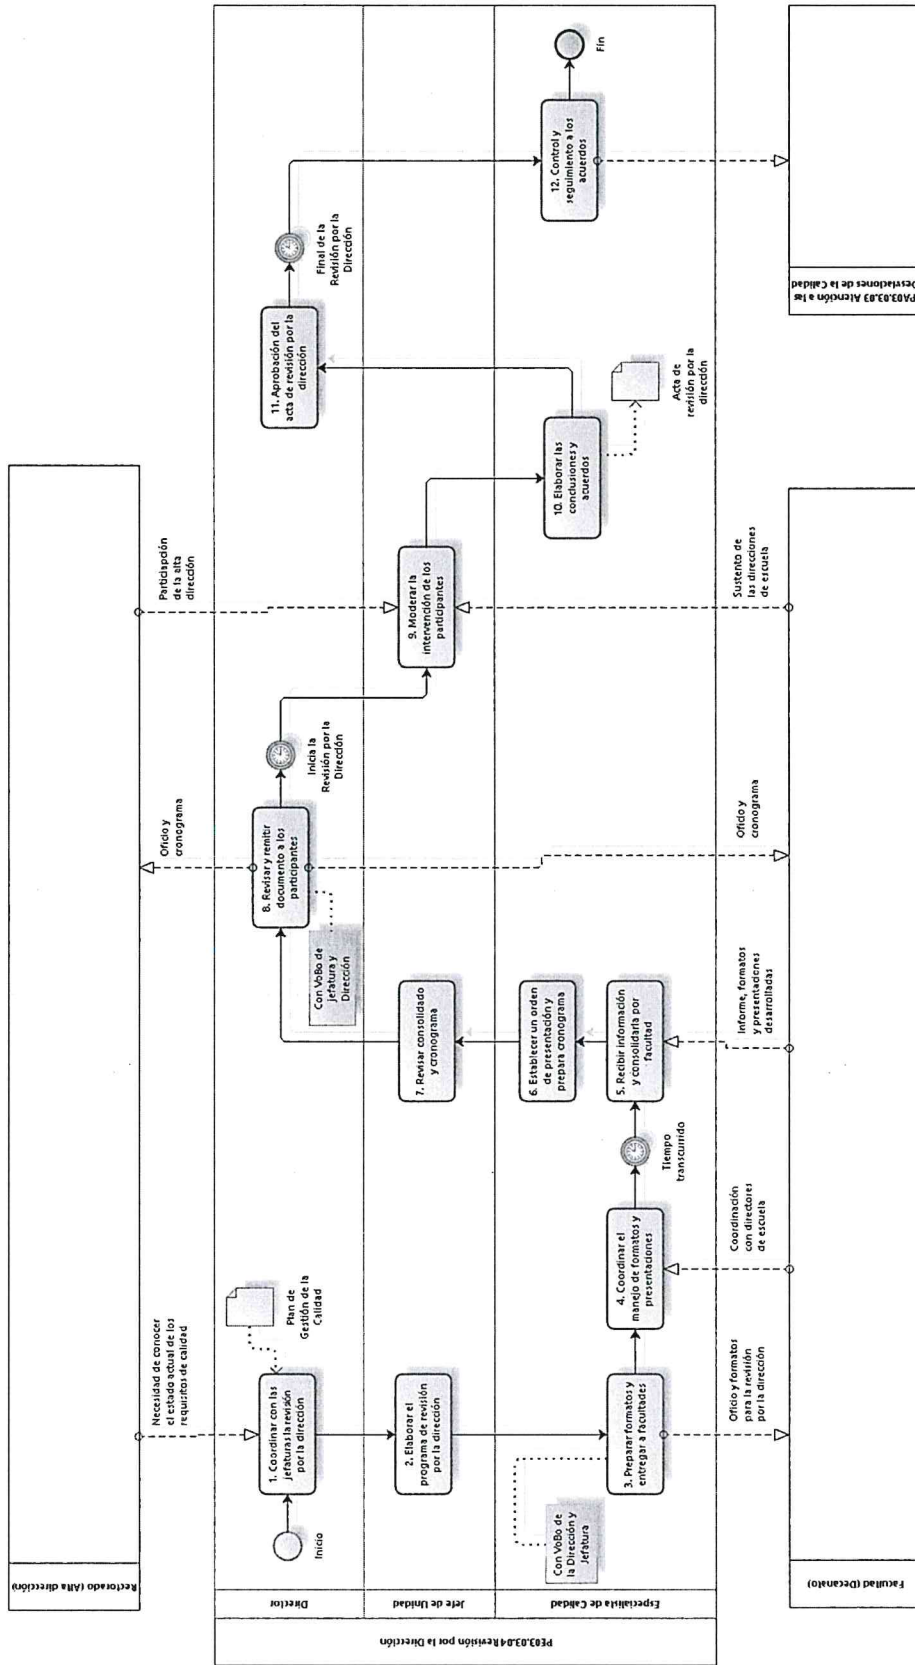 Rectorado (Alta dirección)
Necesidad de conocer
el estado actual de los
requisitos de calidad
Oficio y
cronograma
Particiapción
de la alta
dirección
PE03.03.04 Revisión por la Dirección
Director
Inicio
1. Coordinar con las
jefaturas la revisión
por la dirección
Plan de
Gestión de la
Calidad
8. Revisar y remitir
documento a los
participantes
Con VoBo de
jefatura y
Dirección
Inicia la
Revisión por la
Dirección
11. Aprobación del
acta de revisión por la
dirección
Final de la
Revisión por la
Dirección
Jefe de Unidad
2. Elaborar el
programa de revisión
por la dirección
7. Revisar consolidado
y cronograma
9. Moderar la
intervención de los
participantes
Especialista de Calidad
Con VoBo de
la Dirección y
Jefatura
3. Preparar formatos y
entregar a facultades
4. Coordinar el
manejo de formatos y
presentaciones
Tiempo
transcurrido
5. Recibir información
y consolidarla por
facultad
6. Establecer un orden
de presentación y
prepara cronograma
10. Elaborar las
conclusiones y
acuerdos
Acta de
revisión por la
dirección
12. Control y
seguimiento a los
acuerdos
Fin
Oficio y formatos
para la revisión
por la dirección
Coordinación
con directores
de escuela
Informe, formatos
y presentaciones
desarrolladas
Oficio y
cronograma
Sustento de
las direcciones
de escuela
Facultad (Decanato)
PA03.03.03 Atención a las
Desviaciones de la Calidad